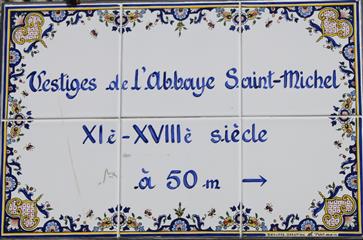 Vestiges de L'Abbaye Saint-Michel
XIè-XVIIIè siècle
à 50 m →